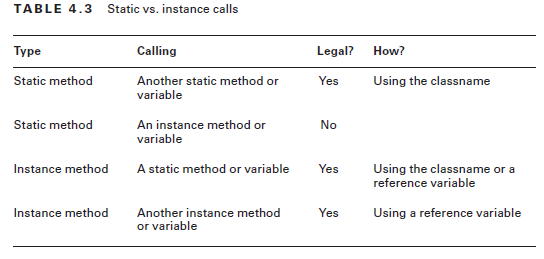 TABLE 4.3 Static vs. instance calls
Type Calling Legal? How?
Static method Another static method or variable Yes Using the classname
Static method An instance method or variable No
Instance method A static method or variable Yes Using the classname or a reference variable
Instance method Another instance method or variable Yes Using a reference variable